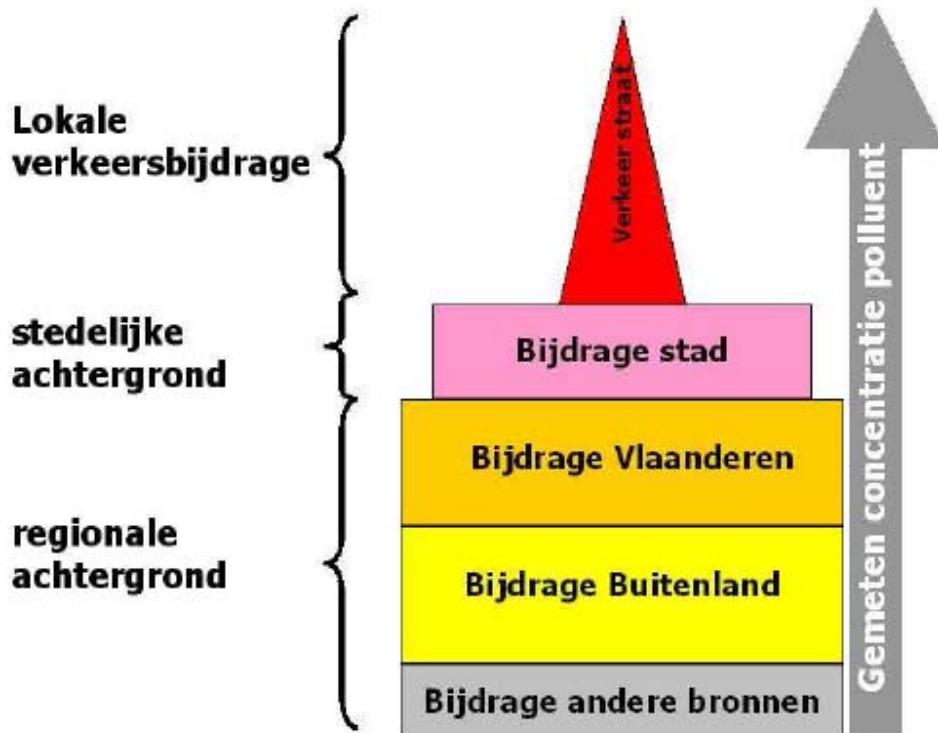 Lokale
verkeersbijdrage
Verkeer straat
stedelijke
achtergrond
Bijdrage stad
regionale
achtergrond
Bijdrage Vlaanderen
Bijdrage Buitenland
Bijdrage andere bronnen
Gemeten concentratie polluent